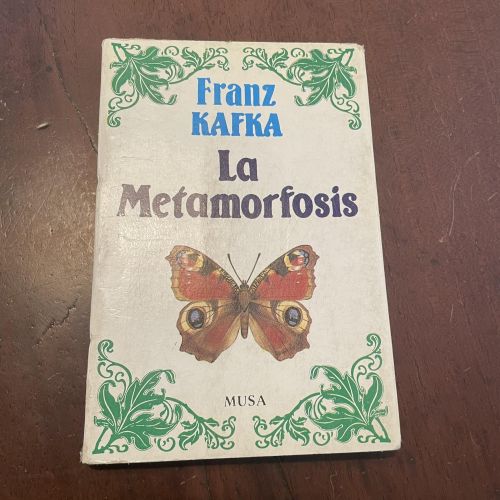 Franz
KAFKA
La
Metamorfosis
MUSA